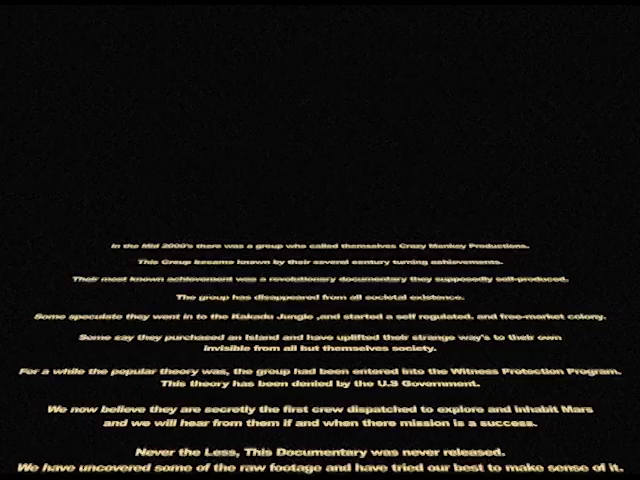 In the Mid 2000's there was a group who called themselves Crazy Monkey Productions.
This Group became known by their several century turning achievements.
Their most known achievement was a revolutionary documentary they supposedly self-produced.
The group has disappeared from all societal existence.
Some speculate they went in to the Kakadu Jungle ,and started a self regulated, and free-market colony.
Some say they purchased an Island and have uplifted their strange way's to their own
invisible from all but themselves society.
For a while the popular theory was, the group had been entered into the Witness Protection Program.
This theory has been denied by the U.S Government.
We now believe they are secretly the first crew dispatched to explore and inhabit Mars
and we will hear from them if and when there mission is a success.
Never the Less, This Documentary was never released.
We have uncovered some of the raw footage and have tried our best to make sense of it.